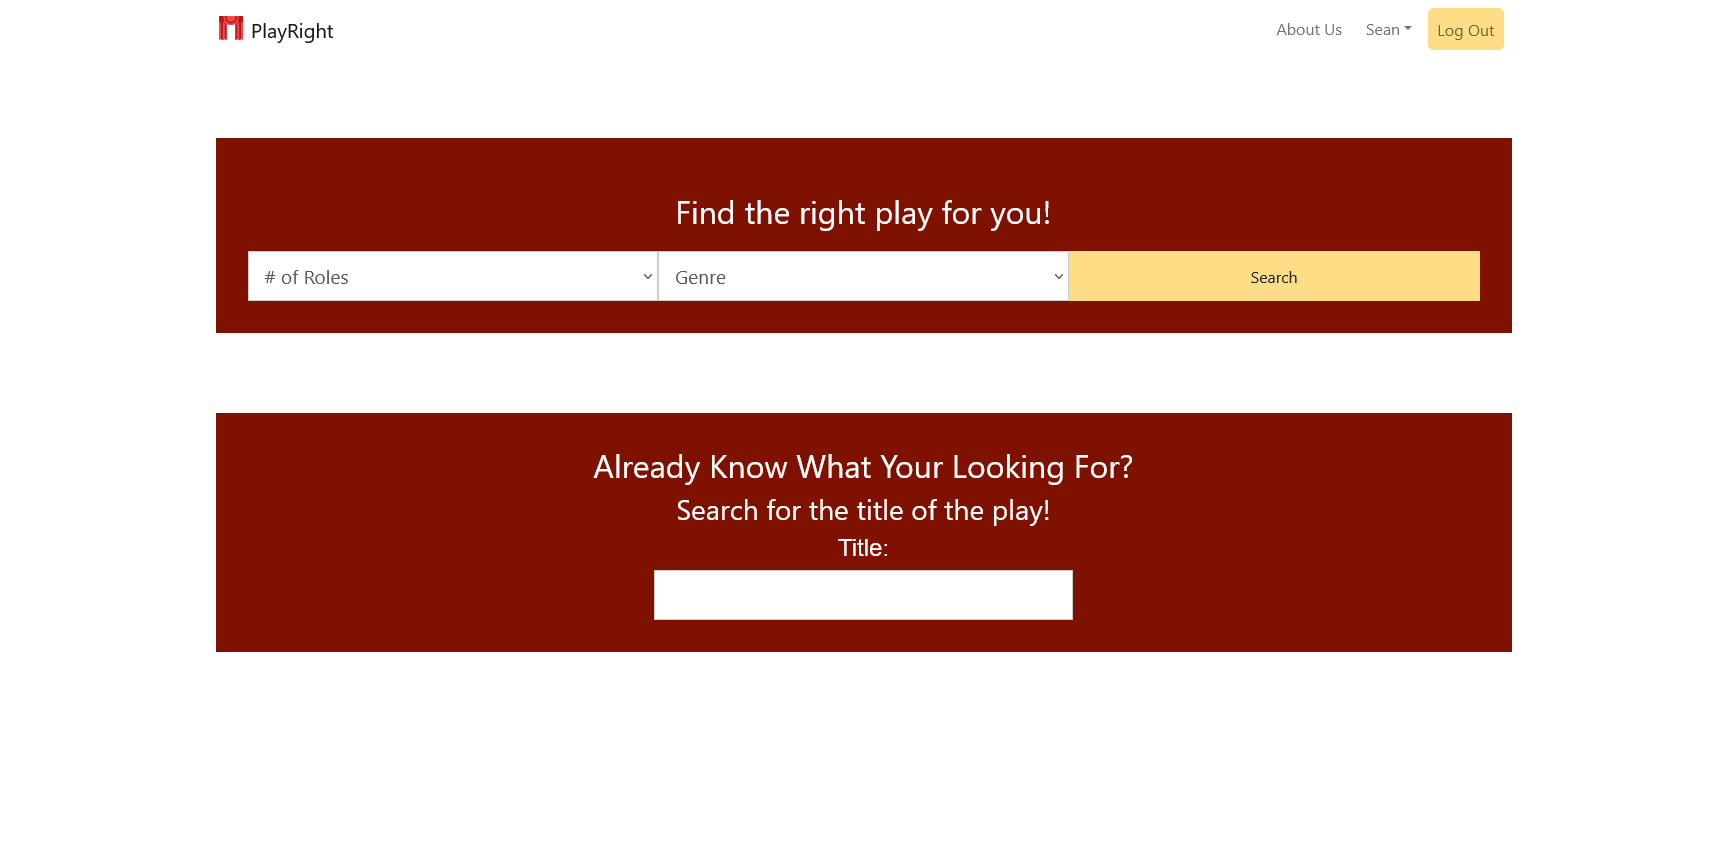 PlayRight
About Us Sean Log Out
Find the right play for you!
# of Roles Genre Search
Already Know What Your Looking For?
Search for the title of the play!
Title: